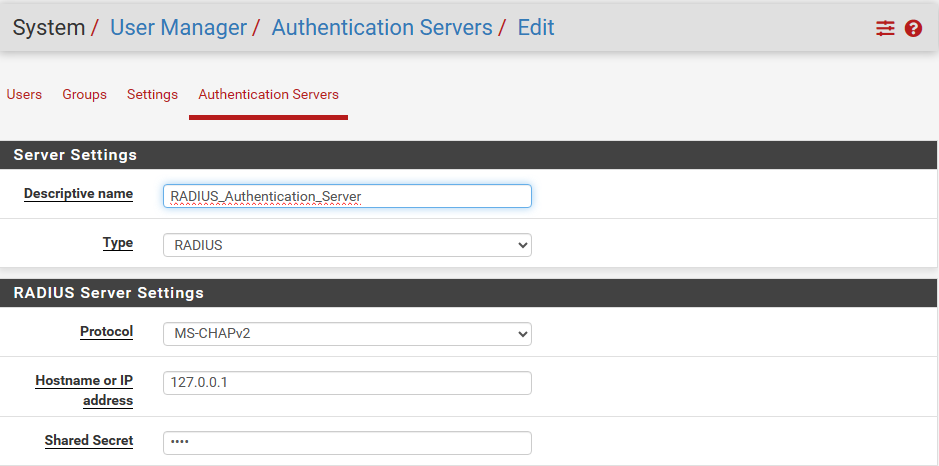 System / User Manager / Authentication Servers / Edit
Users Groups Settings Authentication Servers
Server Settings
Descriptive name RADIUS_Authentication_Server
Type RADIUS
RADIUS Server Settings
Protocol MS-CHAPv2
Hostname or IP
address
127.0.0.1
Shared Secret ••••